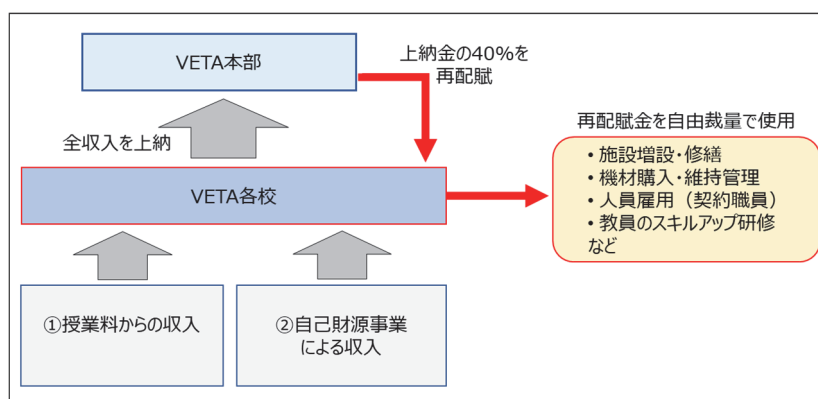 VETA本部
上納金の40%を
再配賦
全収入を上納
再配賦金を自由裁量で使用
・施設増設・修繕
・機材購入・維持管理
・人員雇用（契約職員）
・教員のスキルアップ研修
など
VETA各校
①授業料からの収入
②自己財源事業
による収入